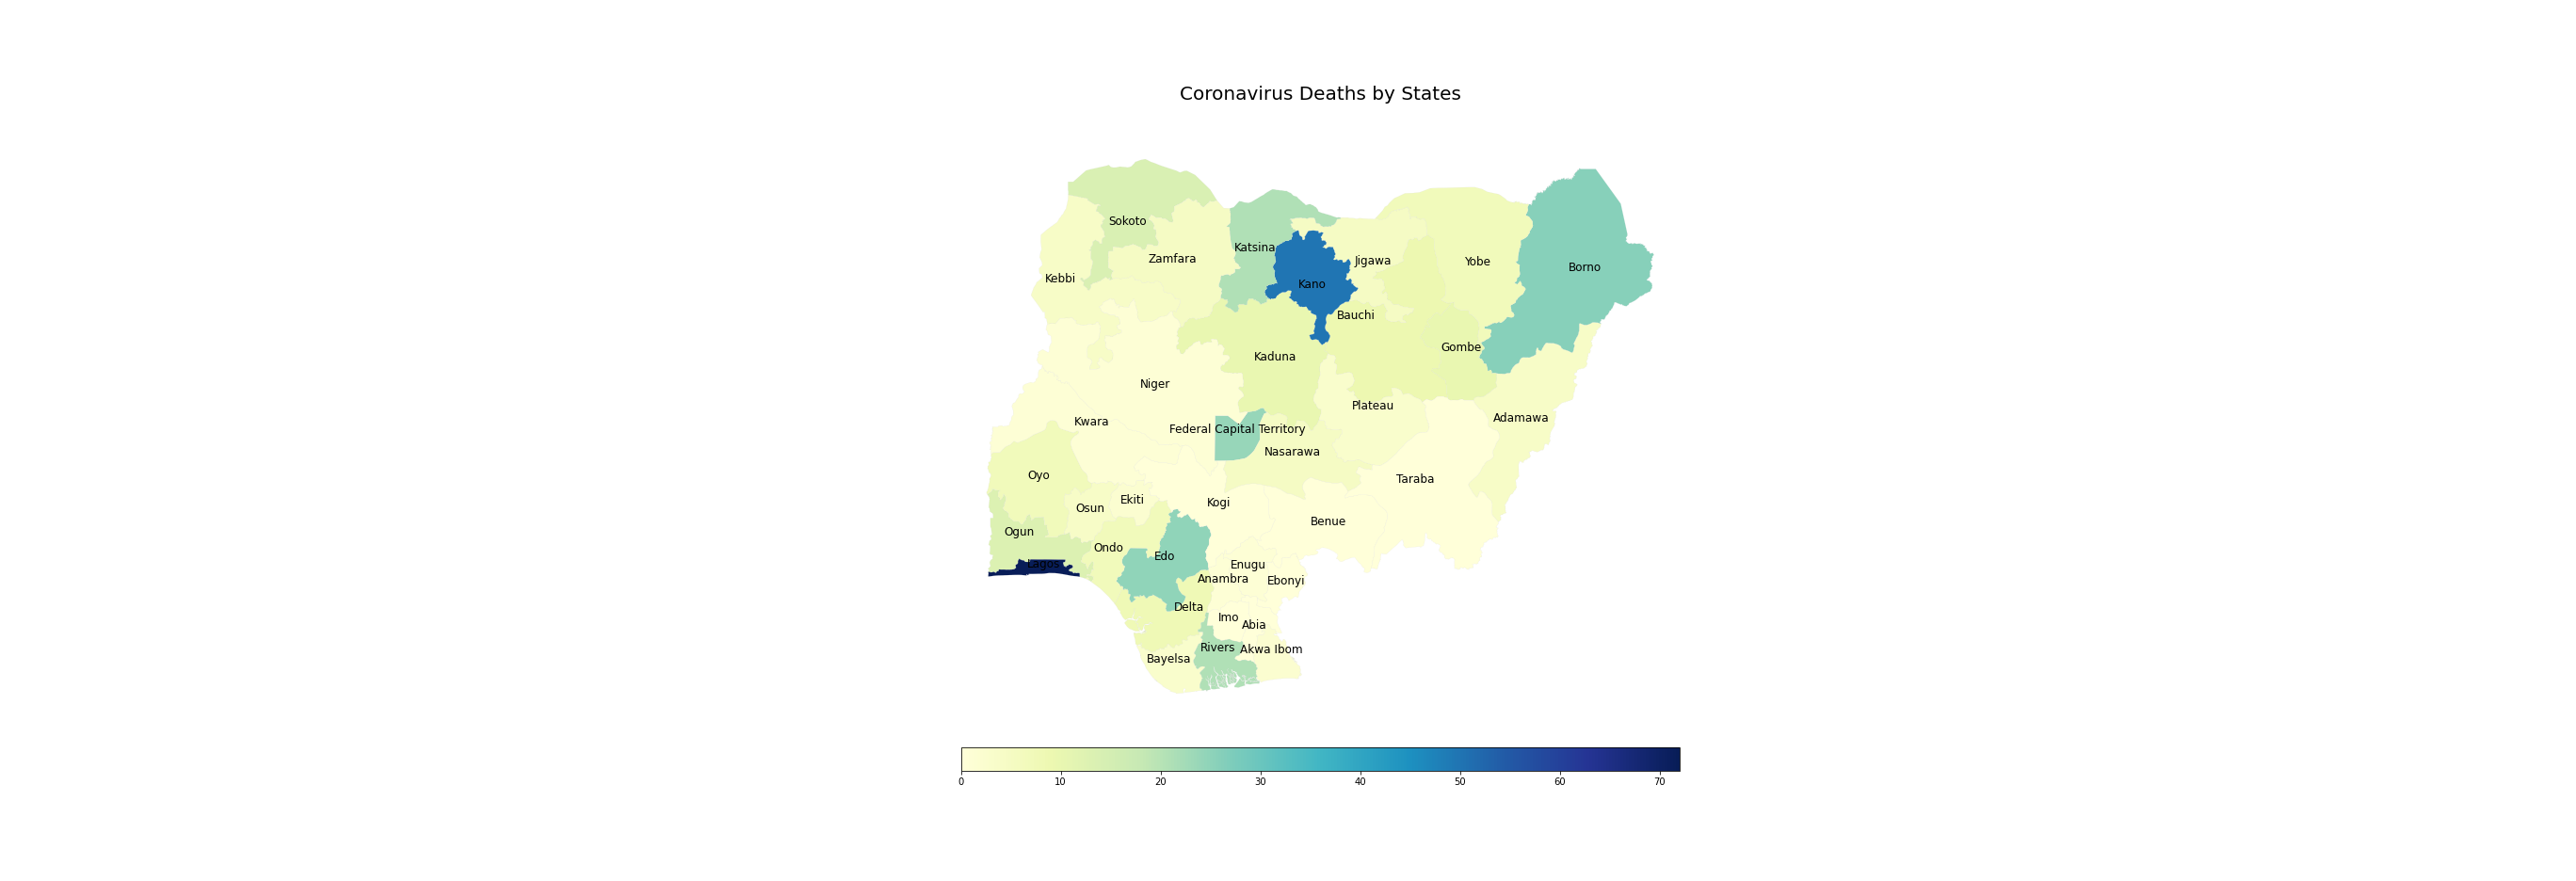 Coronavirus Deaths by States
Sokoto
Katsina
Zamfara
Jigawa
Yobe
Borno
Kebbi
Kano
Bauchi
Gombe
Kaduna
Niger
Plateau
Adamawa
Kwara
Federal Capital Territory
Nasarawa
Oyo
Taraba
Ekiti
Kogi
Osun
Benue
Ogun
Ondo
Edo
Lagos
Enugu
Anambra
Ebonyi
Delta
Imo
Abia
Rivers
Akwa Ibom
Bayelsa
0 10 20 30 40 50 60 70